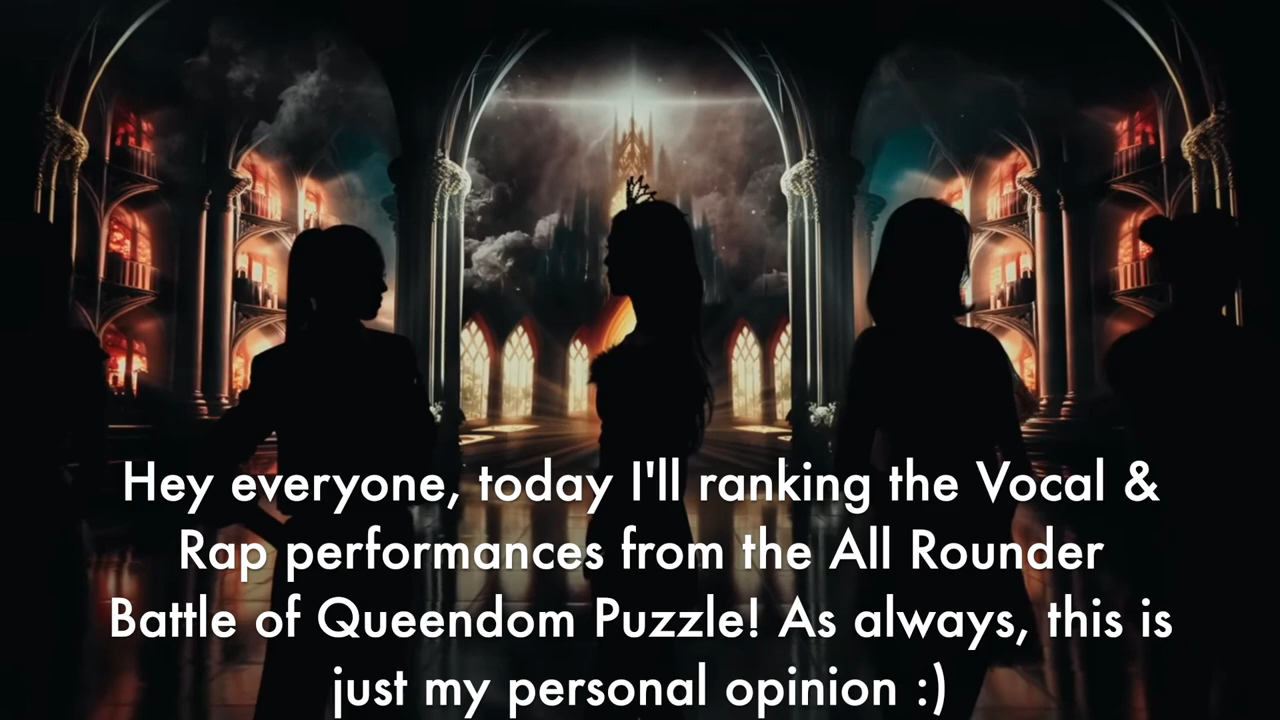 Hey everyone, today I'll ranking the Vocal &
Rap performances from the All Rounder
Battle of Queendom Puzzle! As always, this is
just my personal opinion :)